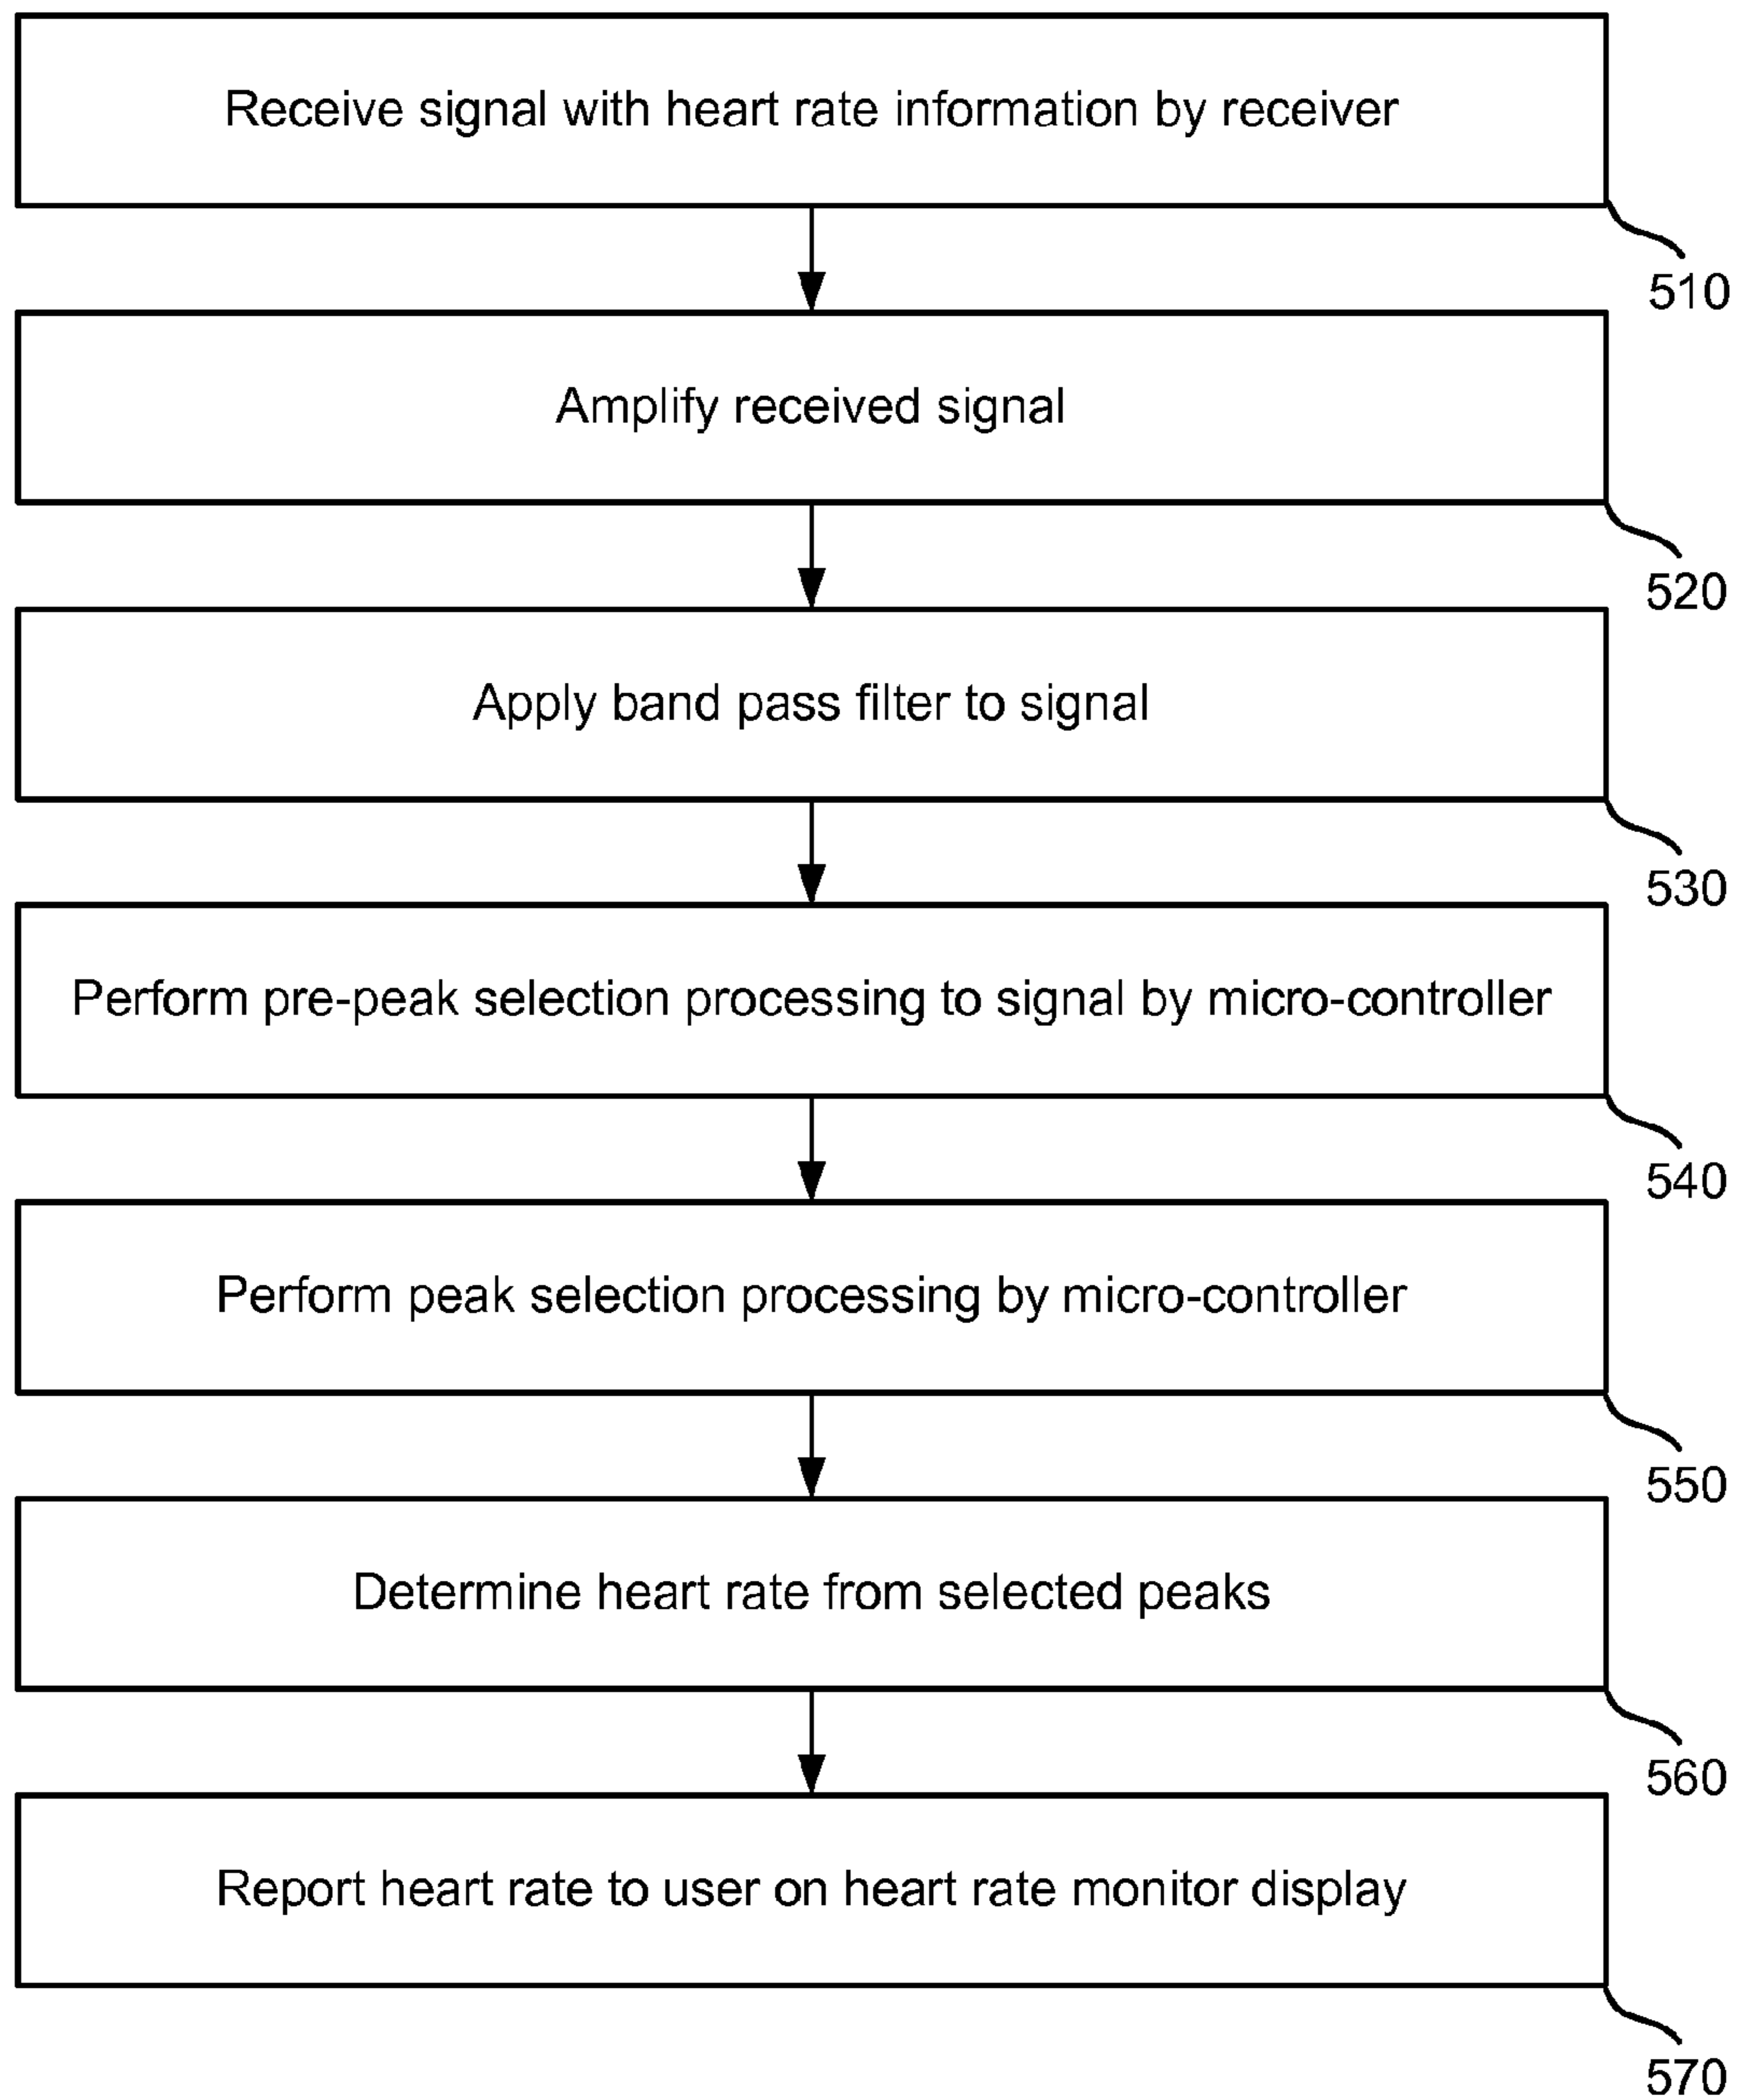 Receive signal with heart rate information by receiver
510
Amplify received signal
520
Apply band pass filter to signal
530
Perform pre-peak selection processing to signal by micro-controller
540
Perform peak selection processing by micro-controller
550
Determine heart rate from selected peaks
560
Report heart rate to user on heart rate monitor display
570